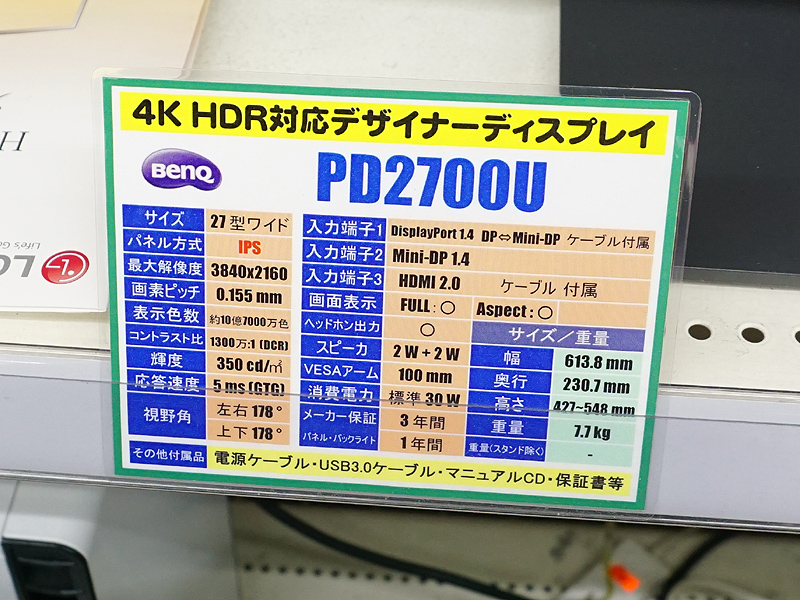 4K HDR対応デザイナーディスプレイ
BenQ
PD2700U
サイズ 27型ワイド
パネル方式 IPS
最大解像度 3840x2160
画素ピッチ 0.155 mm
表示色数 約10億7000万色
コントラスト比 1300万:1 (DCR)
輝度 350 cd/㎡
応答速度 5 ms (GTG)
視野角 左右 178°
上下 178°
入力端子1 DisplayPort 1.4 DP⇔Mini-DP ケーブル付属
入力端子2 Mini-DP 1.4
入力端子3 HDMI 2.0 ケーブル 付属
画面表示 FULL:○ Aspect:○
ヘッドホン出力 ○
スピーカ 2 W + 2 W
VESAアーム 100 mm
消費電力 標準 30 W
メーカー保証 3 年間
パネル・バックライト 1 年間
サイズ/重量
幅 613.8 mm
奥行 230.7 mm
高さ 427~548 mm
重量 7.7 kg
重量(スタンド除く) -
その他付属品 電源ケーブル・USB3.0ケーブル・マニュアルCD・保証書等
H
LG
Life's Go